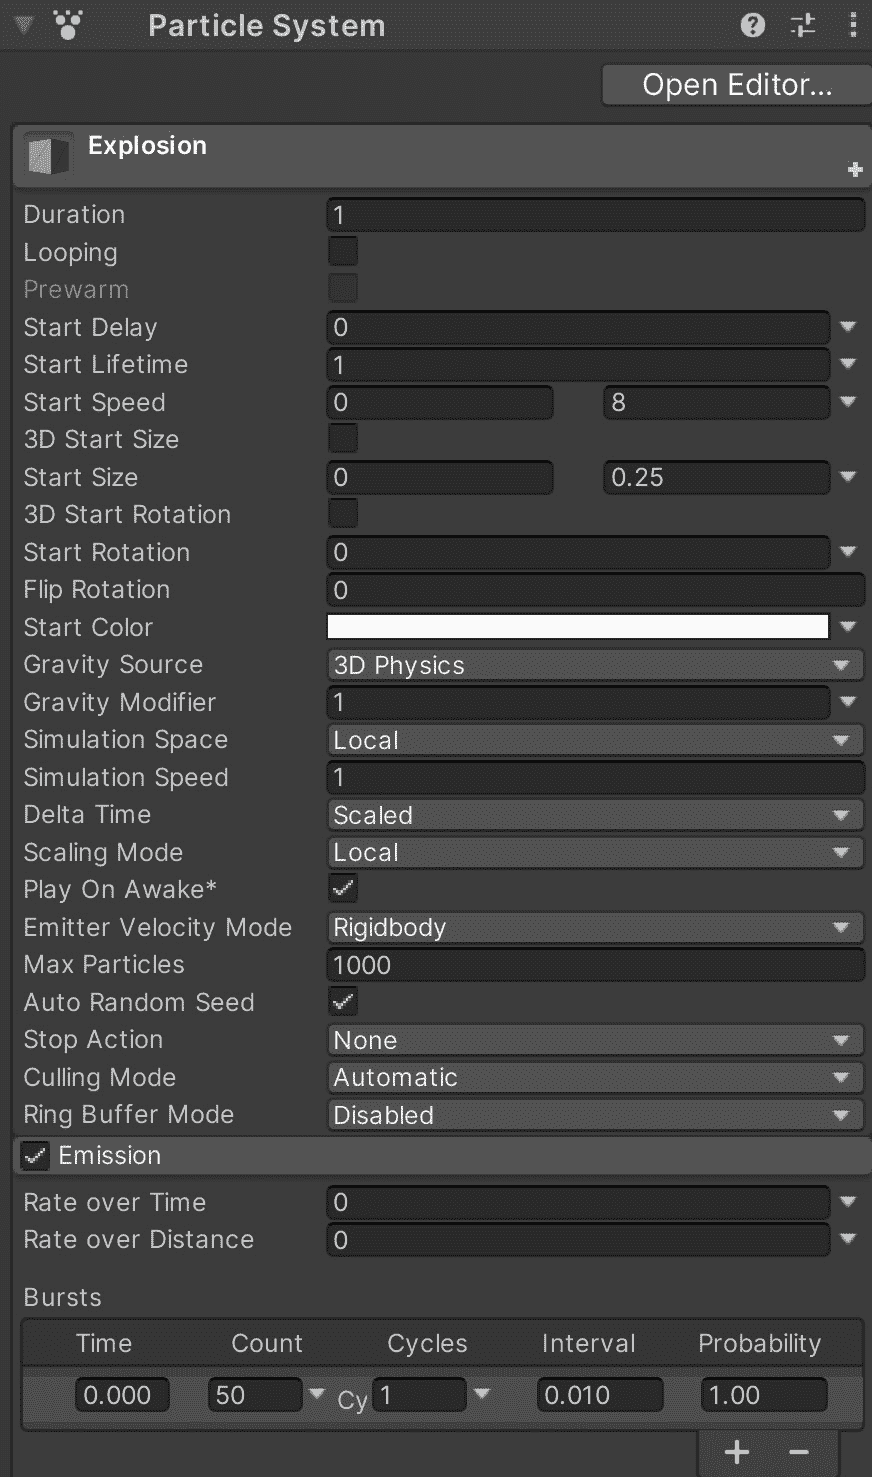 Particle System
Open Editor...
Explosion
Duration 1
Looping
Prewarm
Start Delay 0
Start Lifetime 1
Start Speed 0 8
3D Start Size
Start Size 0 0.25
3D Start Rotation
Start Rotation 0
Flip Rotation 0
Start Color
Gravity Source 3D Physics
Gravity Modifier 1
Simulation Space Local
Simulation Speed 1
Delta Time Scaled
Scaling Mode Local
Play On Awake*
Emitter Velocity Mode Rigidbody
Max Particles 1000
Auto Random Seed
Stop Action None
Culling Mode Automatic
Ring Buffer Mode Disabled
Emission
Rate over Time 0
Rate over Distance 0
Bursts
Time Count Cycles Interval Probability
0.000 50 Cy 1 0.010 1.00